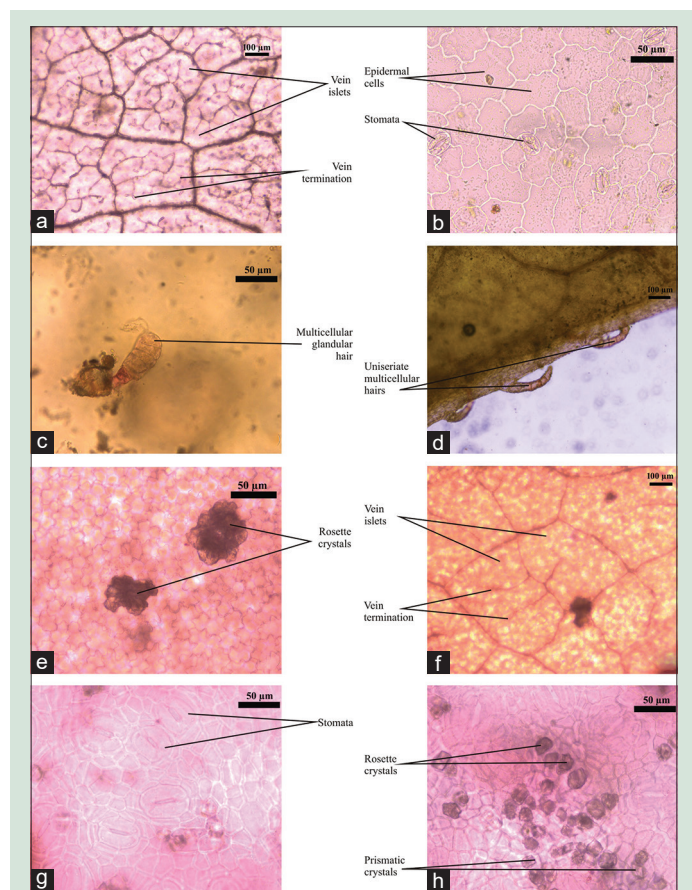 100 μm
Vein
islets
Vein
termination
a
50 μm
Epidermal
cells
Stomata
b
50 μm
Multicellular
glandular
hair
c
100 μm
Uniseriate
multicellular
hairs
d
50 μm
Rosette
crystals
e
100 μm
Vein
islets
Vein
termination
f
50 μm
Stomata
g
50 μm
Rosette
crystals
Prismatic
crystals
h